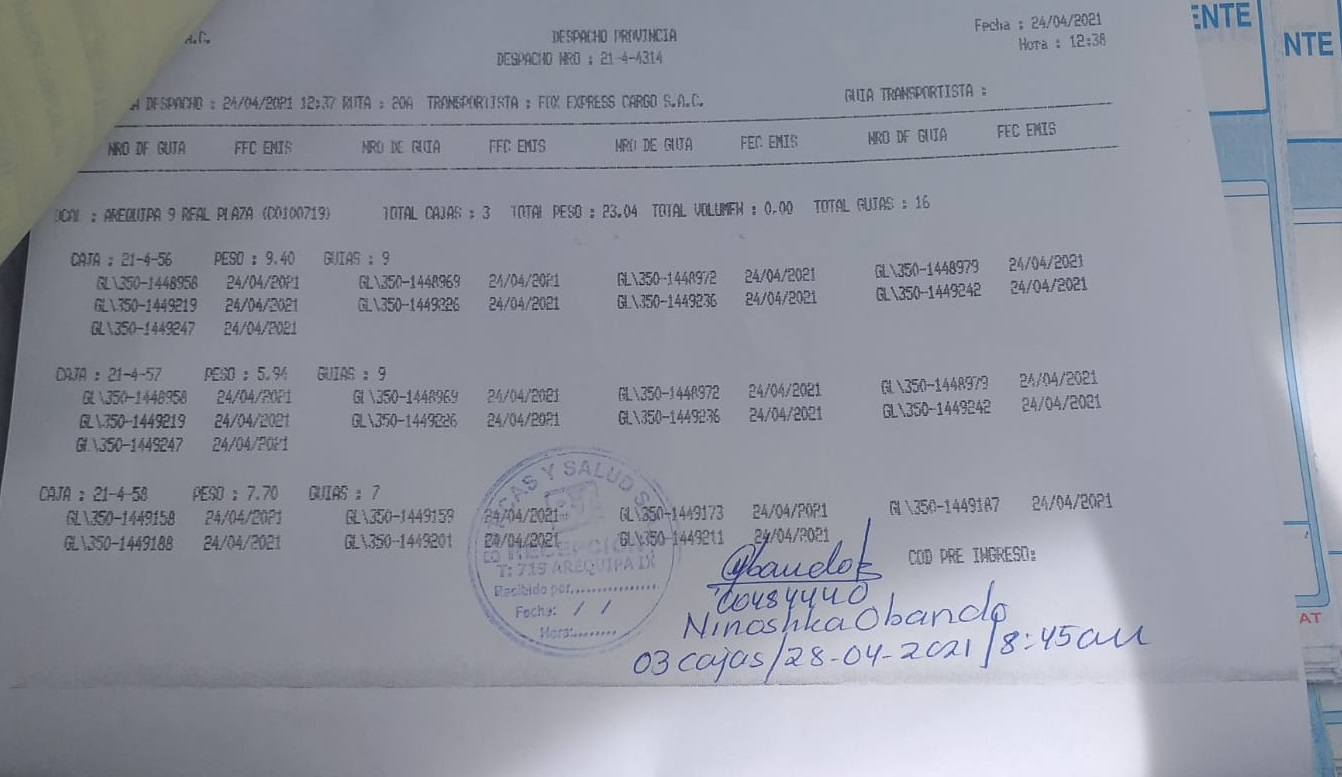 A.C.
DESPACHO PROVINCIA
Fecha : 24/04/2021
DESPACHO NRO : 21-4-4314
Hora : 12:38
DESPACHO : 24/04/2021 12:37 RUTA : 20A TRANSPORTISTA : FOX EXPRESS CARGO S.A.C. GUIA TRANSPORTISTA :
NRO DE GUIA FEC EMIS NRO DE GUIA FEC EMIS NRO DE GUIA FEC EMIS NRO DE GUIA FEC EMIS
: AREQUIPA 9 REAL PLAZA (C0100719) TOTAL CAJAS : 3 TOTAL PESO : 23.04 TOTAL VOLUMEN : 0.00 TOTAL GUIAS : 16
CAJA : 21-4-56 PESO : 9.40 GUIAS : 9
GL\350-1448958 24/04/2021 GL\350-1448969 24/04/2021 GL\350-1448972 24/04/2021 GL\350-1448979 24/04/2021
GL\350-1449219 24/04/2021 GL\350-1449226 24/04/2021 GL\350-1449236 24/04/2021 GL\350-1449242 24/04/2021
GL\350-1449247 24/04/2021
CAJA : 21-4-57 PESO : 5.94 GUIAS : 9
GL\350-1448958 24/04/2021 GL\350-1448969 24/04/2021 GL\350-1448972 24/04/2021 GL\350-1448979 24/04/2021
GL\350-1449219 24/04/2021 GL\350-1449226 24/04/2021 GL\350-1449236 24/04/2021 GL\350-1449242 24/04/2021
GL\350-1449247 24/04/2021
CAJA : 21-4-58 PESO : 7.70 GUIAS : 7
GL\350-1449158 24/04/2021 GL\350-1449159 24/04/2021 GL\350-1449173 24/04/2021 GL\350-1449187 24/04/2021
GL\350-1449188 24/04/2021 GL\350-1449201 24/04/2021 GL\350-1449211 24/04/2021
COD PRE INGRESO:
ICAS Y SALUD S
RECEPCION
T: 719 AREQUIPA IX
Recibido por
Fecha: / /
Hora:
Obando
00484440
Ninoshka Obando
03 cajas/28-04-2021/8:45am
ENTE
NTE
AT